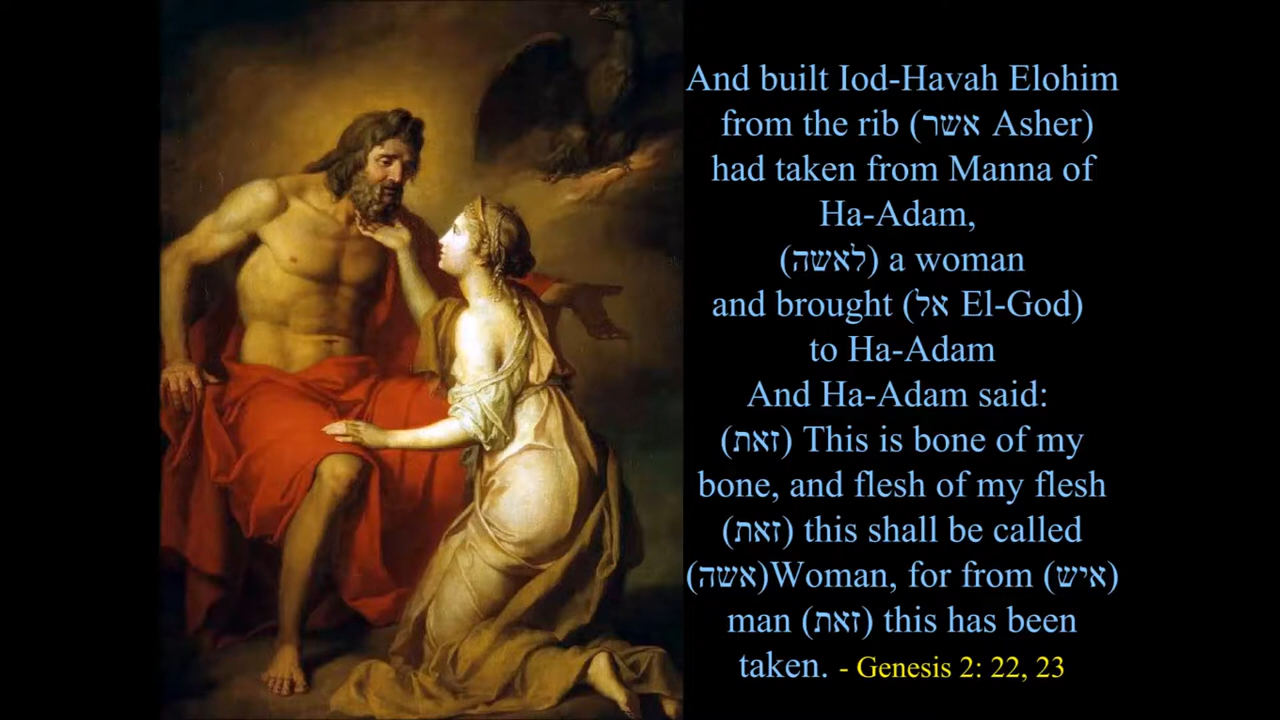 And built Iod-Havah Elohim
from the rib (אשר Asher)
had taken from Manna of
Ha-Adam,
(לאשה) a woman
and brought (אל El-God)
to Ha-Adam
And Ha-Adam said:
(זאת) This is bone of my
bone, and flesh of my flesh
(זאת) this shall be called
(אשה)Woman, for from (איש)
man (זאת) this has been
taken. - Genesis 2: 22, 23